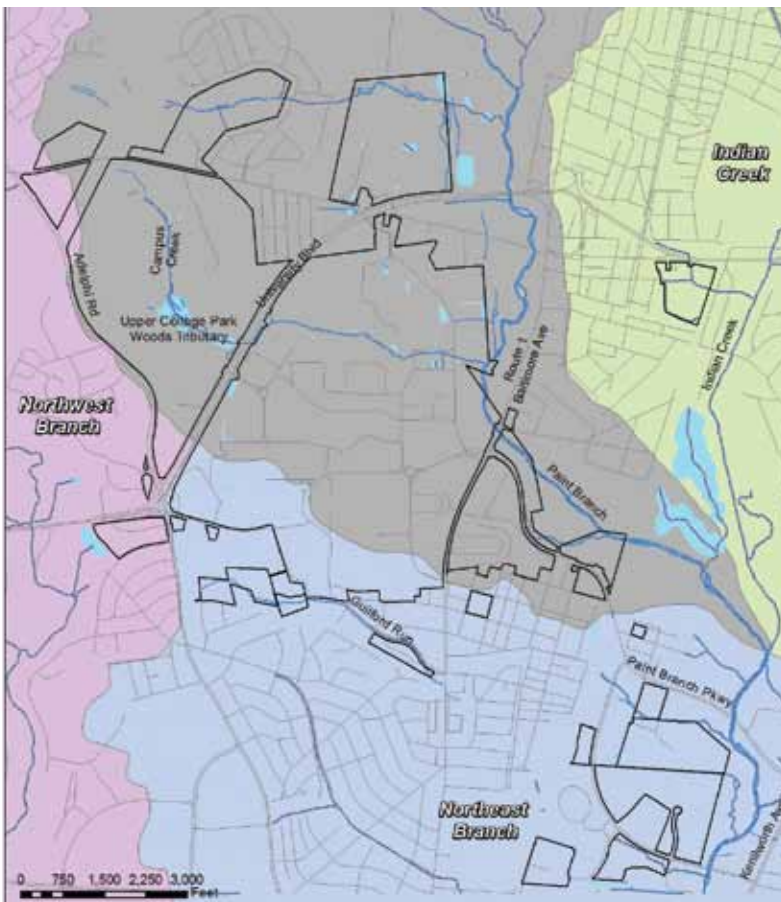 Indian
Creek
Adelphi Rd
Campus
Creek
University Blvd
Upper College Park
Woods Tributary
Route 1
Baltimore Ave
Indian Creek
Northwest
Branch
Paint Branch
Guilford Run
Paint Branch Pkwy
Northeast
Branch
Kenilworth
0 750 1,500 2,250 3,000
Feet